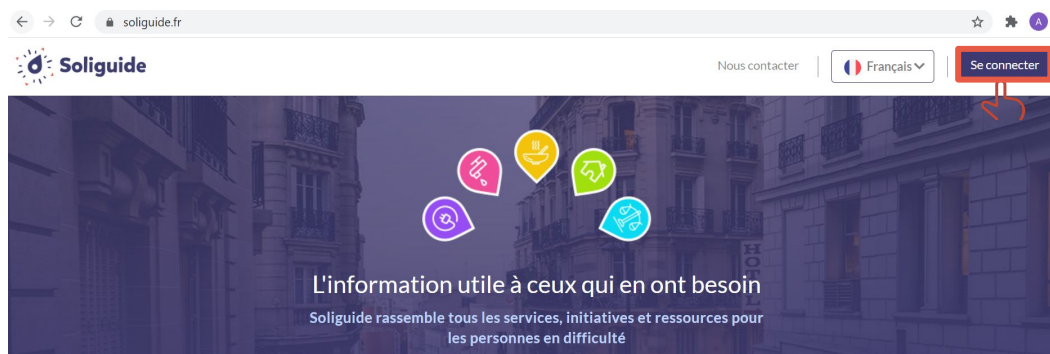 soliguide.fr
A
Soliguide
Nous contacter
Français
Se connecter
HOTEL
L'information utile à ceux qui en ont besoin
Soliguide rassemble tous les services, initiatives et ressources pour
les personnes en difficulté